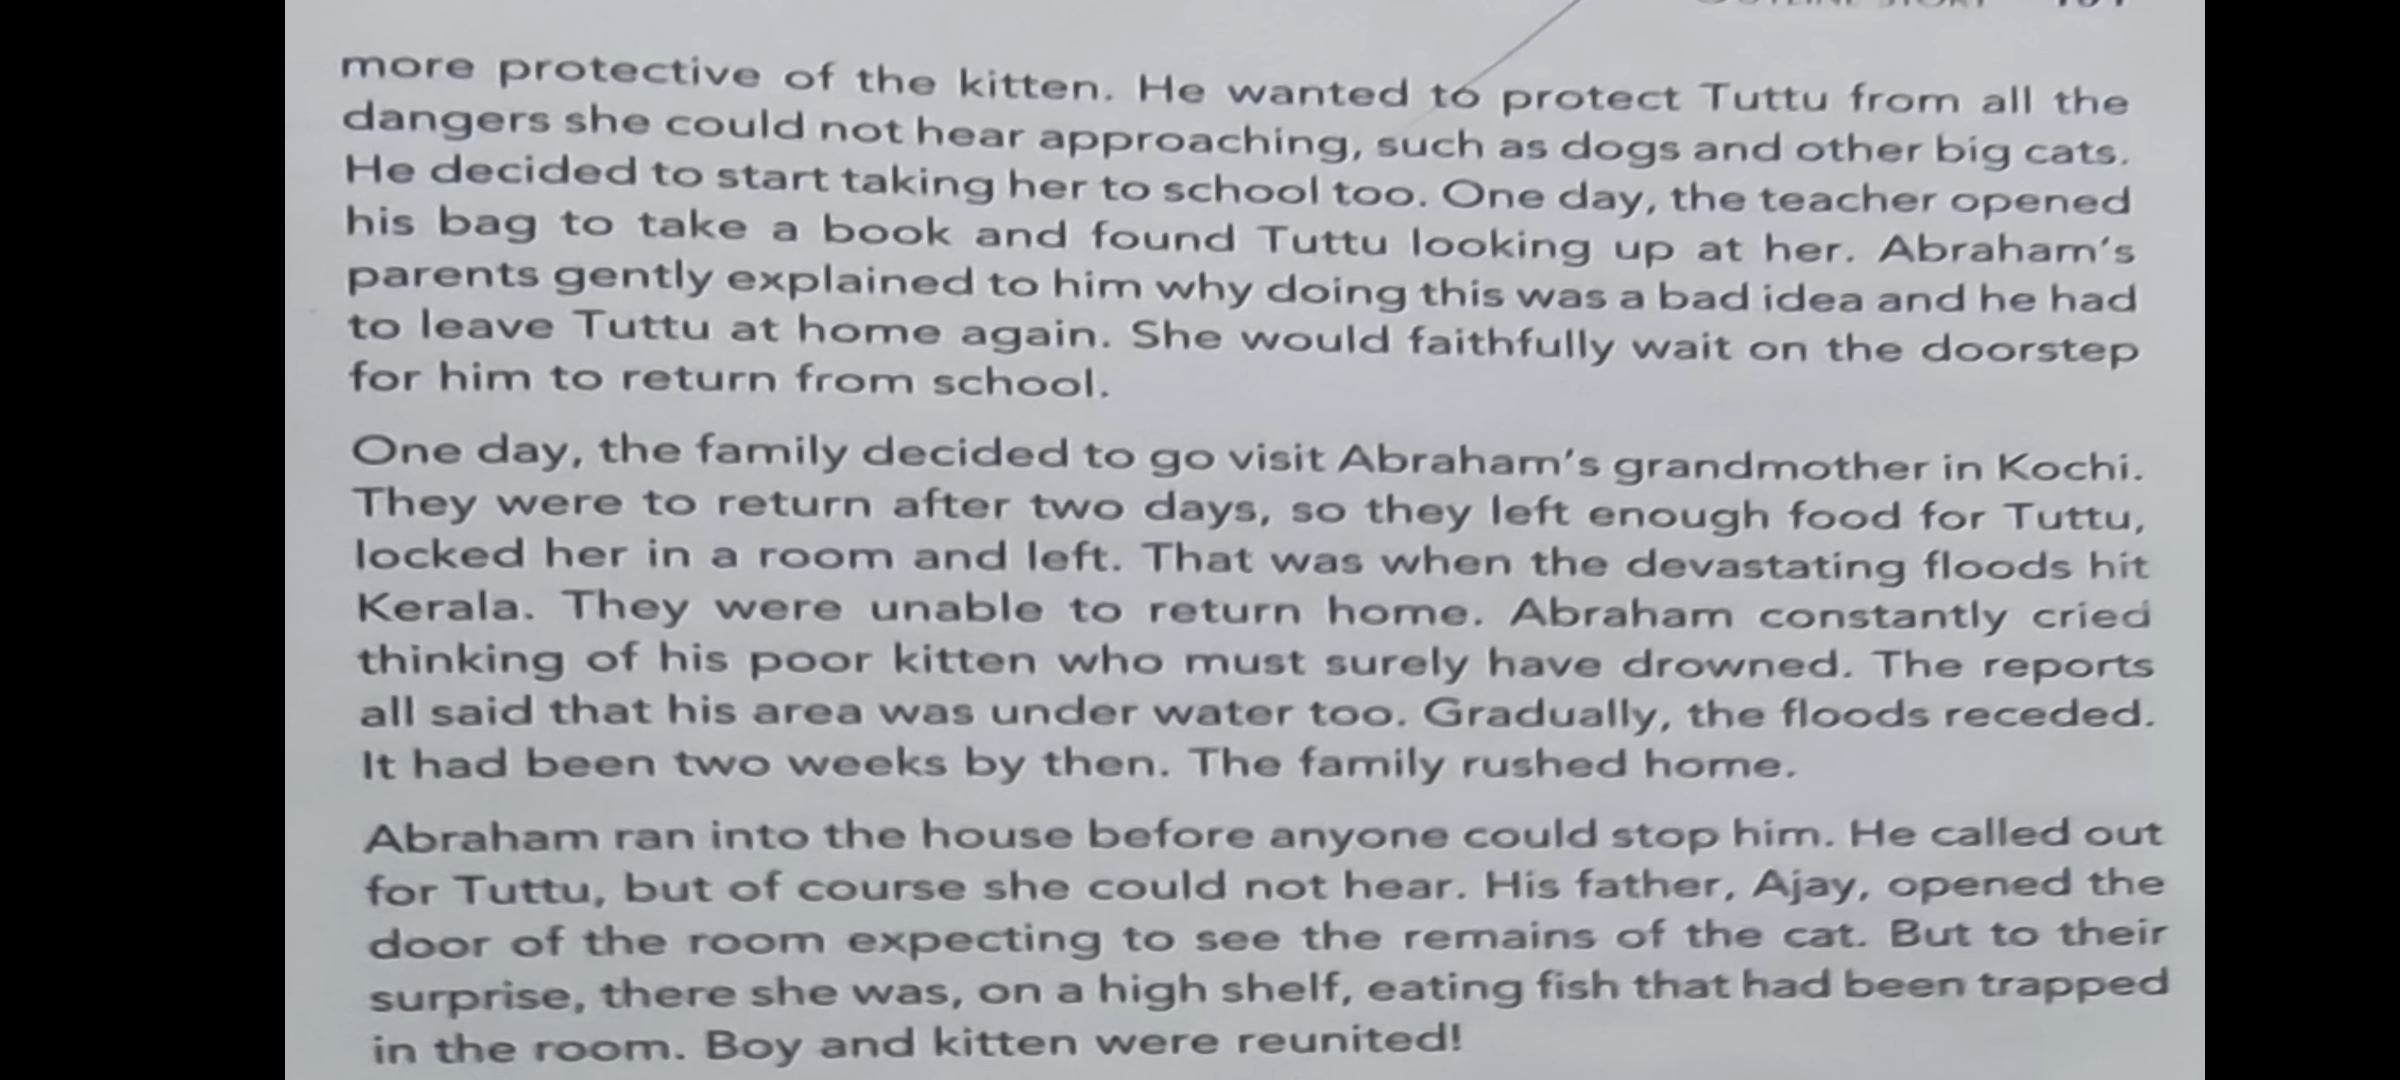 more protective of the kitten. He wanted to protect Tuttu from all the
dangers she could not hear approaching, such as dogs and other big cats.
He decided to start taking her to school too. One day, the teacher opened
his bag to take a book and found Tuttu looking up at her. Abraham's
parents gently explained to him why doing this was a bad idea and he had
to leave Tuttu at home again. She would faithfully wait on the doorstep
for him to return from school.
One day, the family decided to go visit Abraham's grandmother in Kochi.
They were to return after two days, so they left enough food for Tuttu,
locked her in a room and left. That was when the devastating floods hit
Kerala. They were unable to return home. Abraham constantly cried
thinking of his poor kitten who must surely have drowned. The reports
all said that his area was under water too. Gradually, the floods receded.
It had been two weeks by then. The family rushed home.
Abraham ran into the house before anyone could stop him. He called out
for Tuttu, but of course she could not hear. His father, Ajay, opened the
door of the room expecting to see the remains of the cat. But to their
surprise, there she was, on a high shelf, eating fish that had been trapped
in the room. Boy and kitten were reunited!